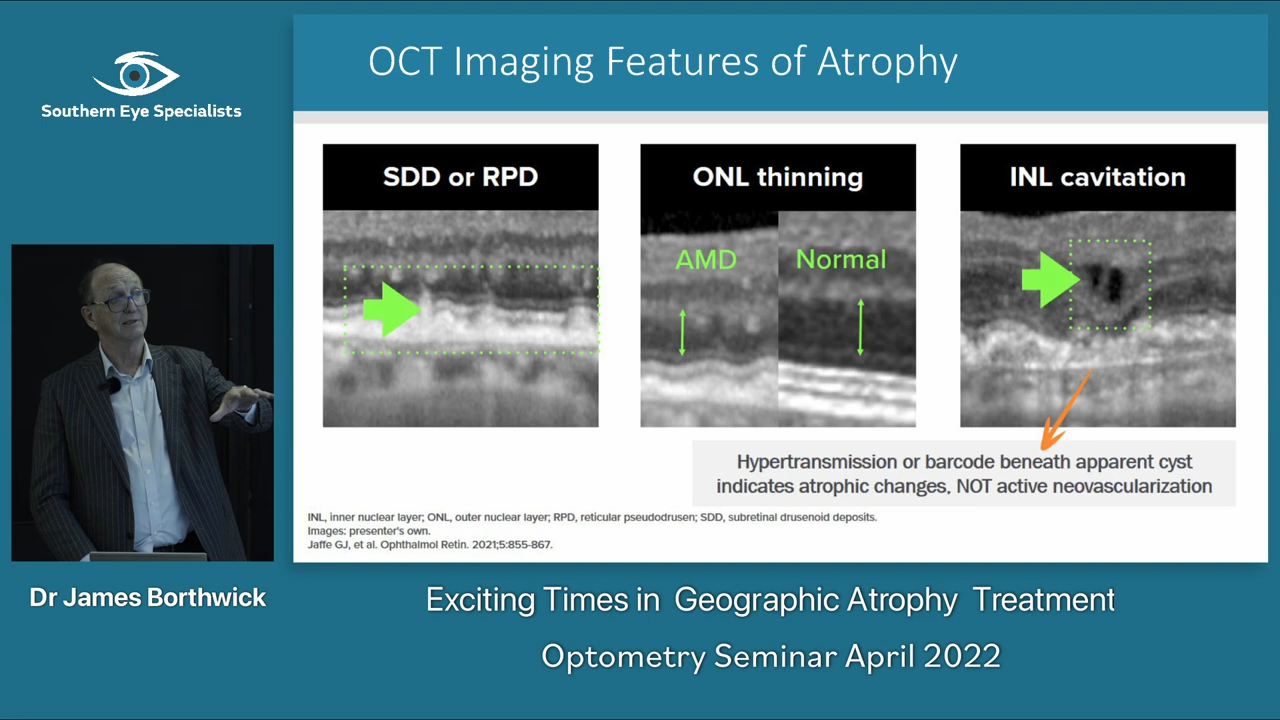 Southern Eye Specialists
OCT Imaging Features of Atrophy
SDD or RPD
ONL thinning
AMD
Normal
INL cavitation
Hypertransmission or barcode beneath apparent cyst
indicates atrophic changes, NOT active neovascularization
INL, inner nuclear layer; ONL, outer nuclear layer; RPD, reticular pseudodrusen; SDD, subretinal drusenoid deposits.
Images: presenter's own.
Jaffe GJ, et al. Ophthalmol Retin. 2021;5:855-867.
Dr James Borthwick
Exciting Times in Geographic Atrophy Treatment
Optometry Seminar April 2022